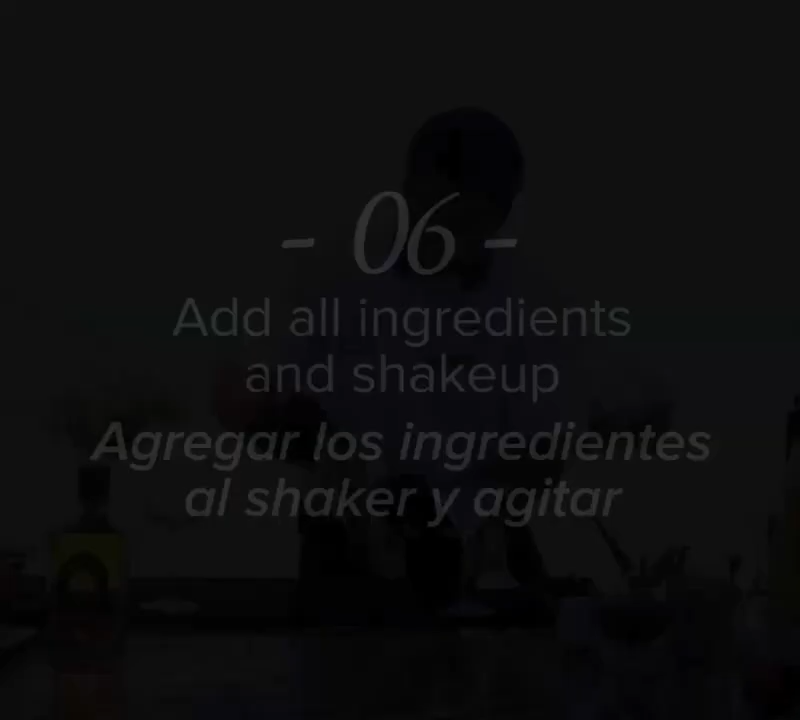 - 06 -
Add all ingredients
and shakeup
Agregar los ingredientes
al shaker y agitar